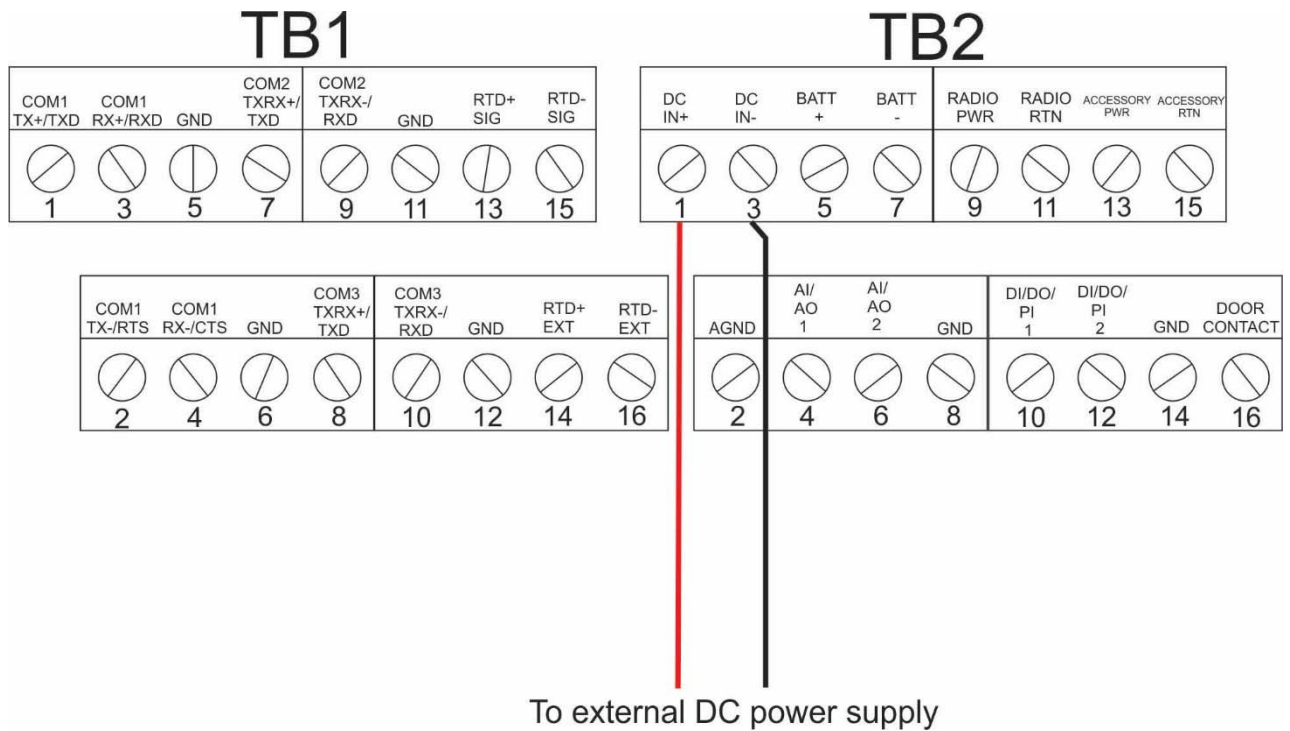 TB1 TB2
COM1 COM1 COM2 COM2 RTD+ RTD- DC DC BATT BATT RADIO RADIO ACCESSORY ACCESSORY
TX+/TXD RX+/RXD GND TXRX+/ TXRX-/ GND SIG SIG IN+ IN- + - PWR RTN PWR RTN
TXD RXD
1 3 5 7 9 11 13 15 1 3 5 7 9 11 13 15
COM1 COM1 GND COM3 COM3 GND RTD+ RTD- AGND AI/ AI/ GND DI/DO/ DI/DO/ GND DOOR
TX-/RTS RX-/CTS TXRX+/ TXRX-/ EXT EXT AO AO PI PI CONTACT
TXD RXD 1 2 1 2
2 4 6 8 10 12 14 16 2 4 6 8 10 12 14 16
To external DC power supply